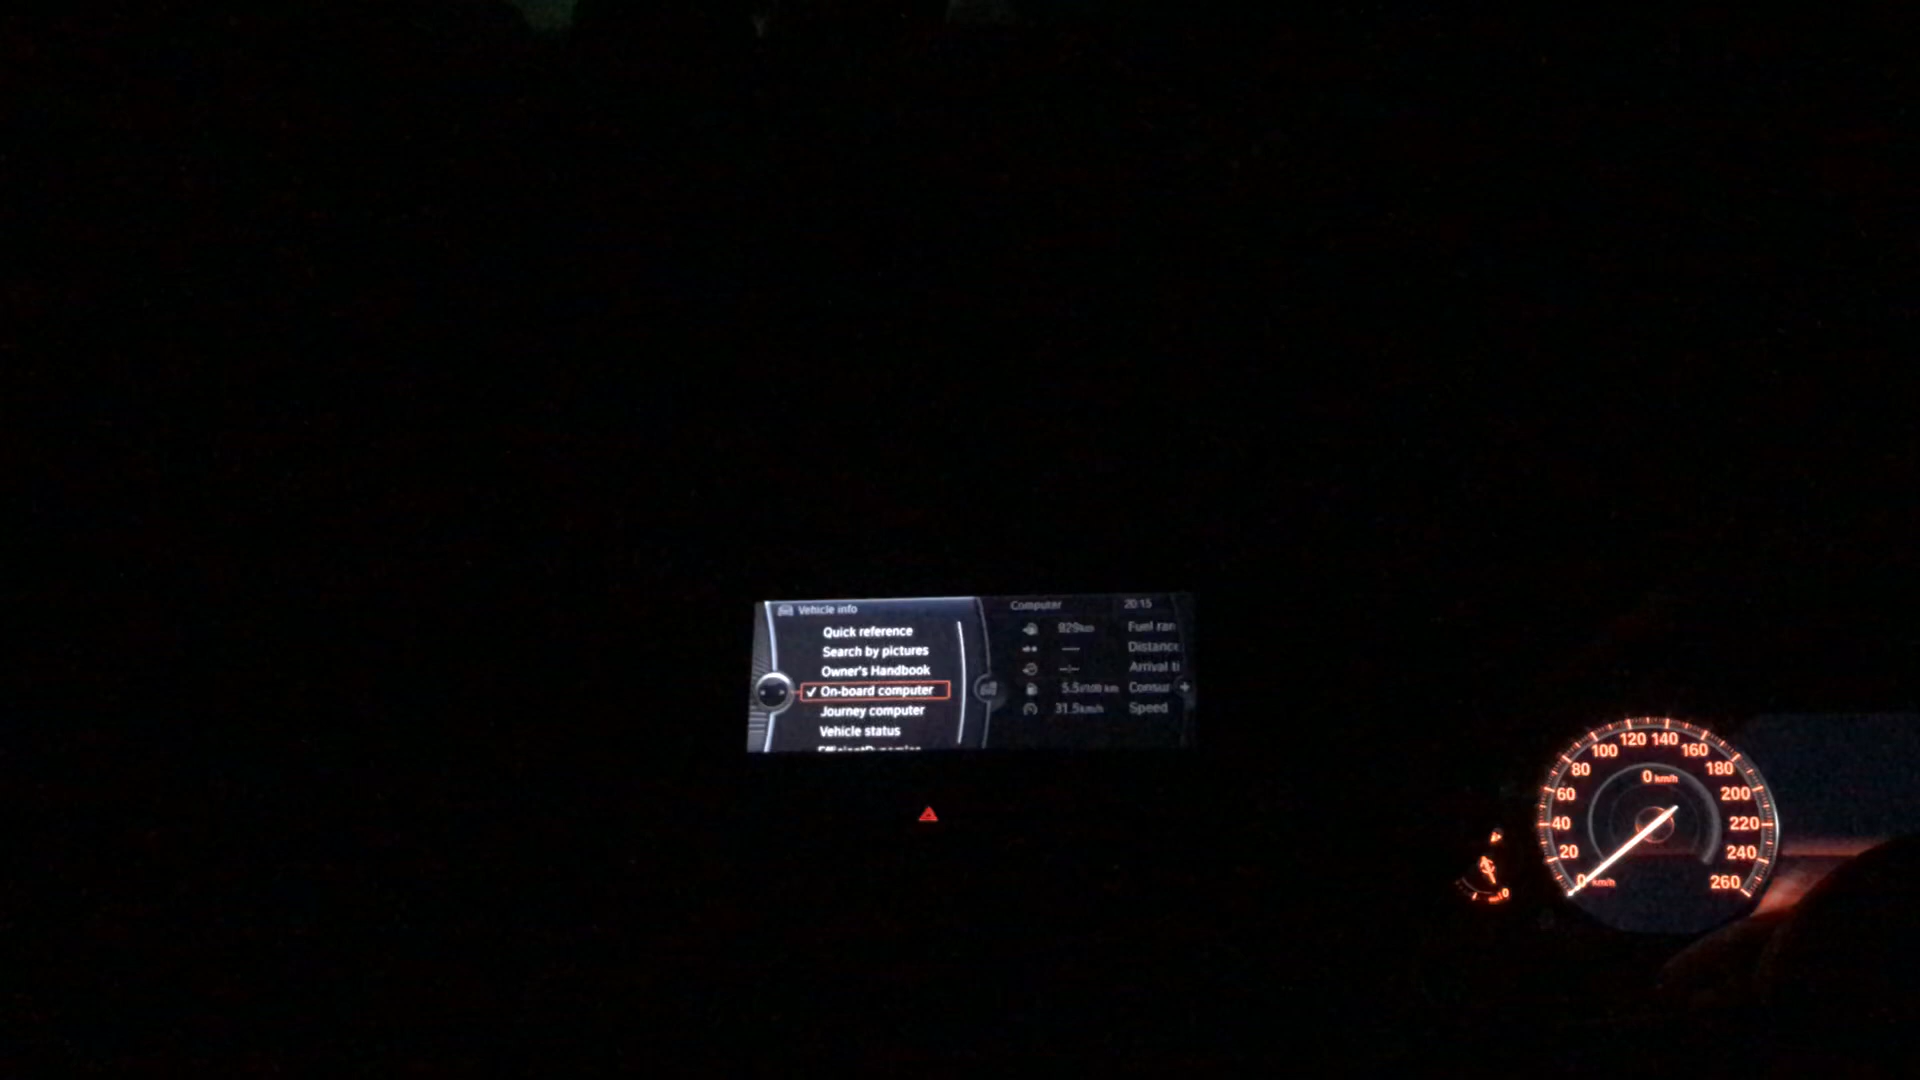 Vehicle info
Quick reference
Search by pictures
Owner's Handbook
✓ On-board computer
Journey computer
Vehicle status
Computer 20:15
829km Fuel ran
---- Distance
--:-- Arrival ti
5.5l/100 km Consur
31.5km/h Speed
0 km/h
0 km/h 20 40 60 80 100 120 140 160 180 200 220 240 260